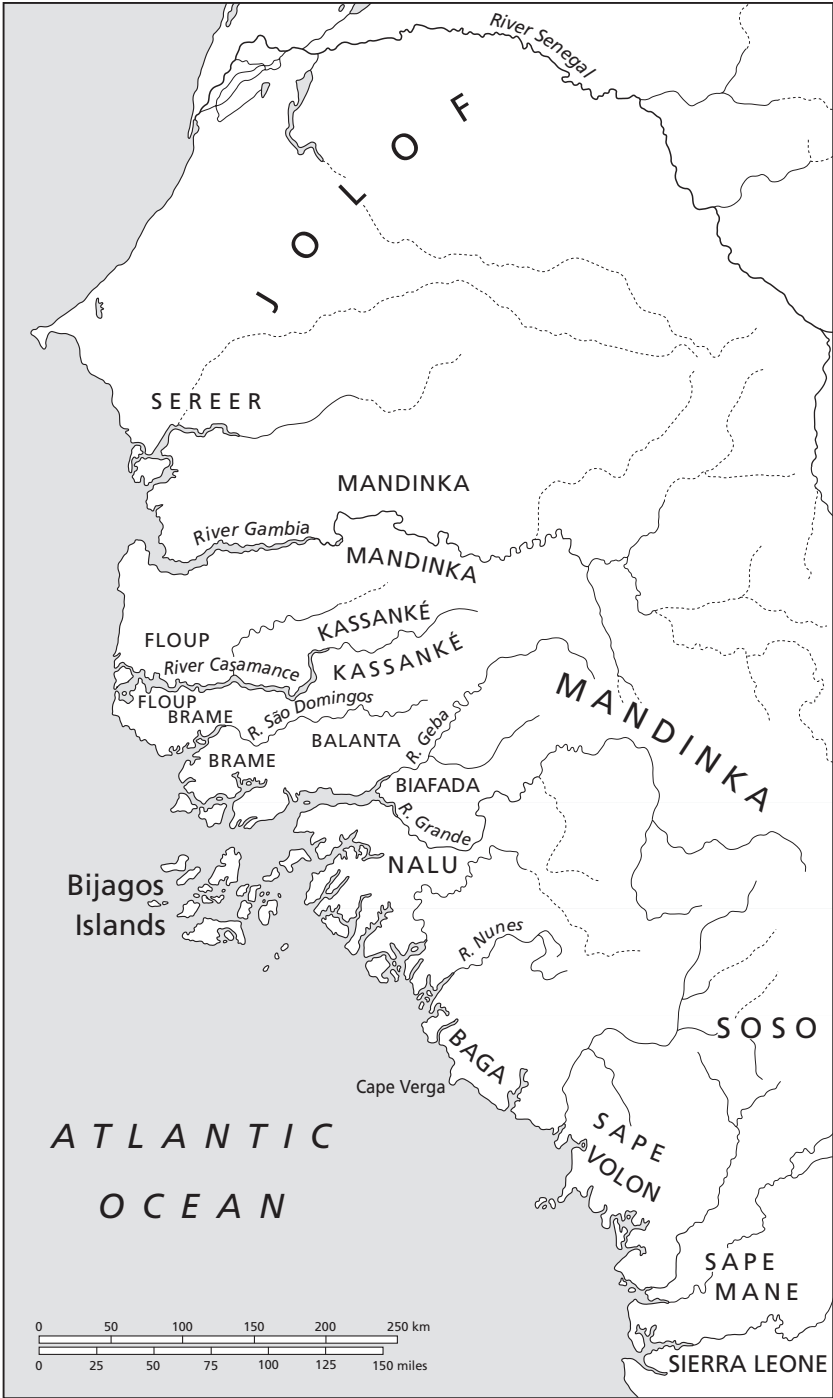 River Senegal
JOLOF
SEREER
MANDINKA
River Gambia
MANDINKA
KASSANKÉ
FLOUP
River Casamance
KASSANKÉ
FLOUP
BRAME
R. São Domingos
MANDINKA
BALANTA
R. Geba
BRAME
BIAFADA
R. Grande
NALU
Bijagos
Islands
R. Nunes
SOSO
BAGA
Cape Verga
ATLANTIC
OCEAN
SAPE
VOLON
SAPE
MANE
SIERRA LEONE
0 50 100 150 200 250 km
0 25 50 75 100 125 150 miles